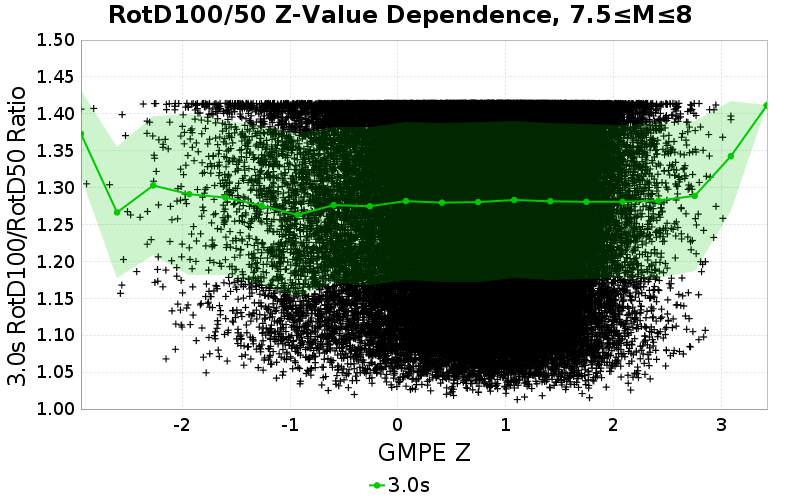 RotD100/50 Z-Value Dependence, 7.5≤M≤8
3.0s RotD100/RotD50 Ratio
1.50
1.45
1.40
1.35
1.30
1.25
1.20
1.15
1.10
1.05
1.00
-2 -1 0 1 2 3
GMPE Z
3.0s